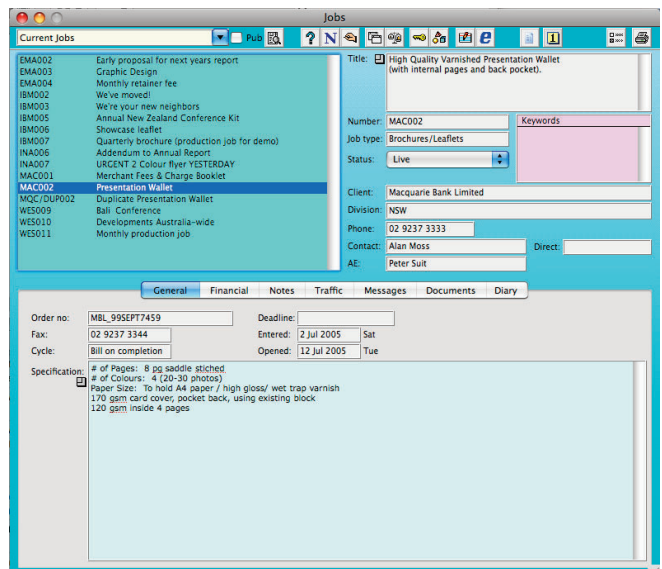 Jobs
Current Jobs
Pub
? N e 1
EMA002 Early proposal for next years report
EMA003 Graphic Design
EMA004 Monthly retainer fee
IBM002 We've moved!
IBM003 We're your new neighbors
IBM005 Annual New Zealand Conference Kit
IBM006 Showcase leaflet
IBM007 Quarterly brochure (production job for demo)
INA006 Addendum to Annual Report
INA007 URGENT 2 Colour flyer YESTERDAY
MAC001 Merchant Fees & Charge Booklet
MAC002 Presentation Wallet
MQC/DUP002 Duplicate Presentation Wallet
WES009 Bali Conference
WES010 Developments Australia-wide
WES011 Monthly production job
Title: High Quality Varnished Presentation Wallet
(with internal pages and back pocket).
Number: MAC002 Keywords
Job type: Brochures/Leaflets
Status: Live
Client: Macquarie Bank Limited
Division: NSW
Phone: 02 9237 3333
Contact: Alan Moss Direct:
AE: Peter Suit
General Financial Notes Traffic Messages Documents Diary
Order no: MBL_99SEPT7459 Deadline:
Fax: 02 9237 3344 Entered: 2 Jul 2005 Sat
Cycle: Bill on completion Opened: 12 Jul 2005 Tue
Specification: # of Pages: 8 pg saddle stiched
# of Colours: 4 (20-30 photos)
Paper Size: To hold A4 paper / high gloss/ wet trap varnish
170 gsm card cover, pocket back, using existing block
120 gsm inside 4 pages